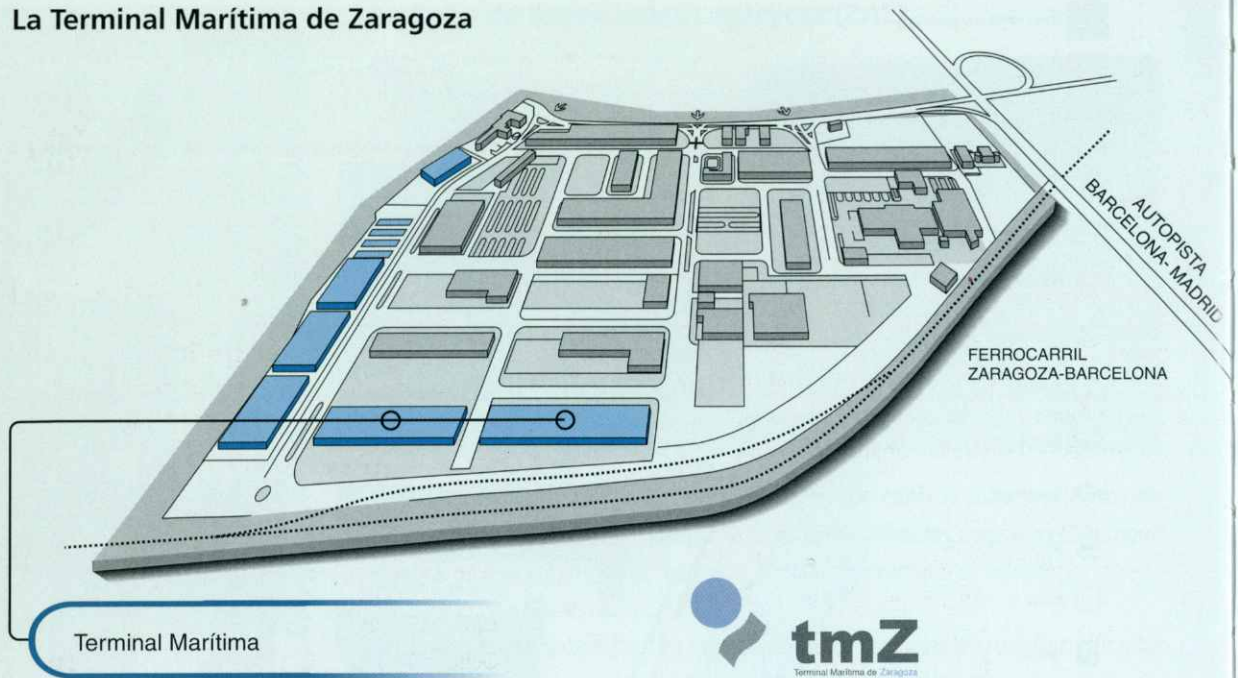 La Terminal Marítima de Zaragoza
AUTOPISTA
BARCELONA-MADRID
FERROCARRIL
ZARAGOZA-BARCELONA
Terminal Marítima
tmZ
Terminal Marítima de Zaragoza